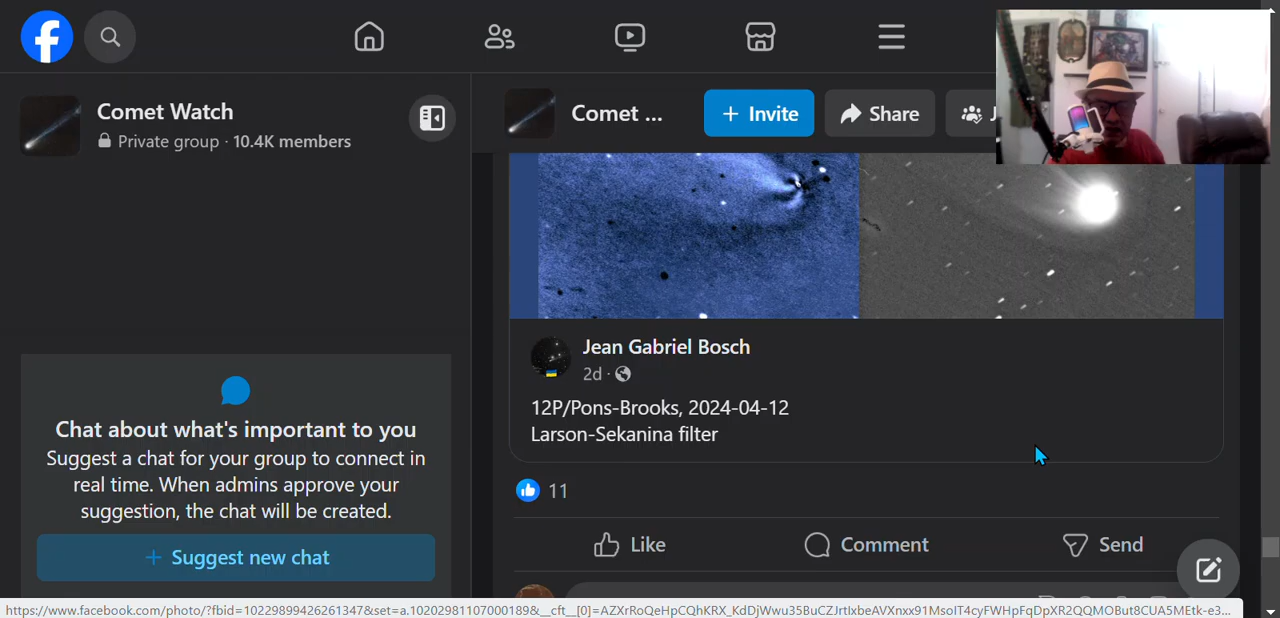 Comet Watch
Private group · 10.4K members
Comet ...
+ Invite
Share
J
Jean Gabriel Bosch
2d ·
12P/Pons-Brooks, 2024-04-12
Larson-Sekanina filter
11
Like
Comment
Send
Chat about what's important to you
Suggest a chat for your group to connect in
real time. When admins approve your
suggestion, the chat will be created.
+ Suggest new chat